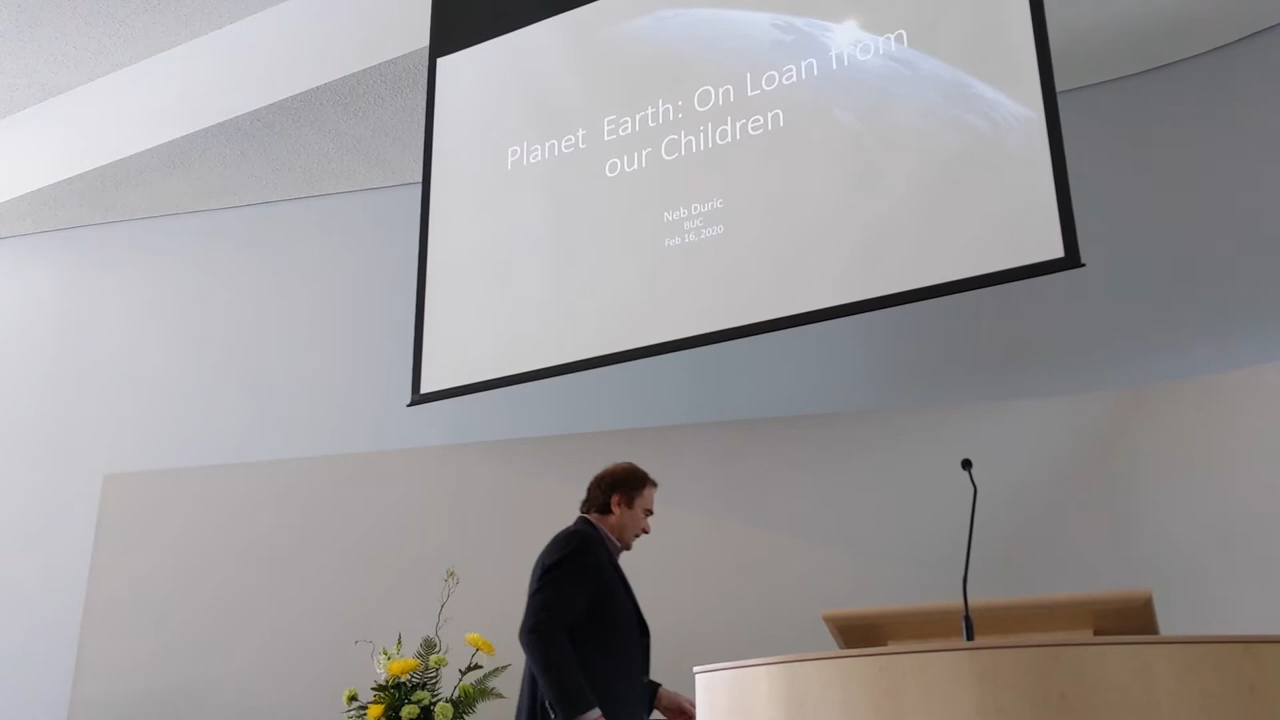 Planet Earth: On Loan from
our Children
Neb Duric
BUC
Feb 16, 2020